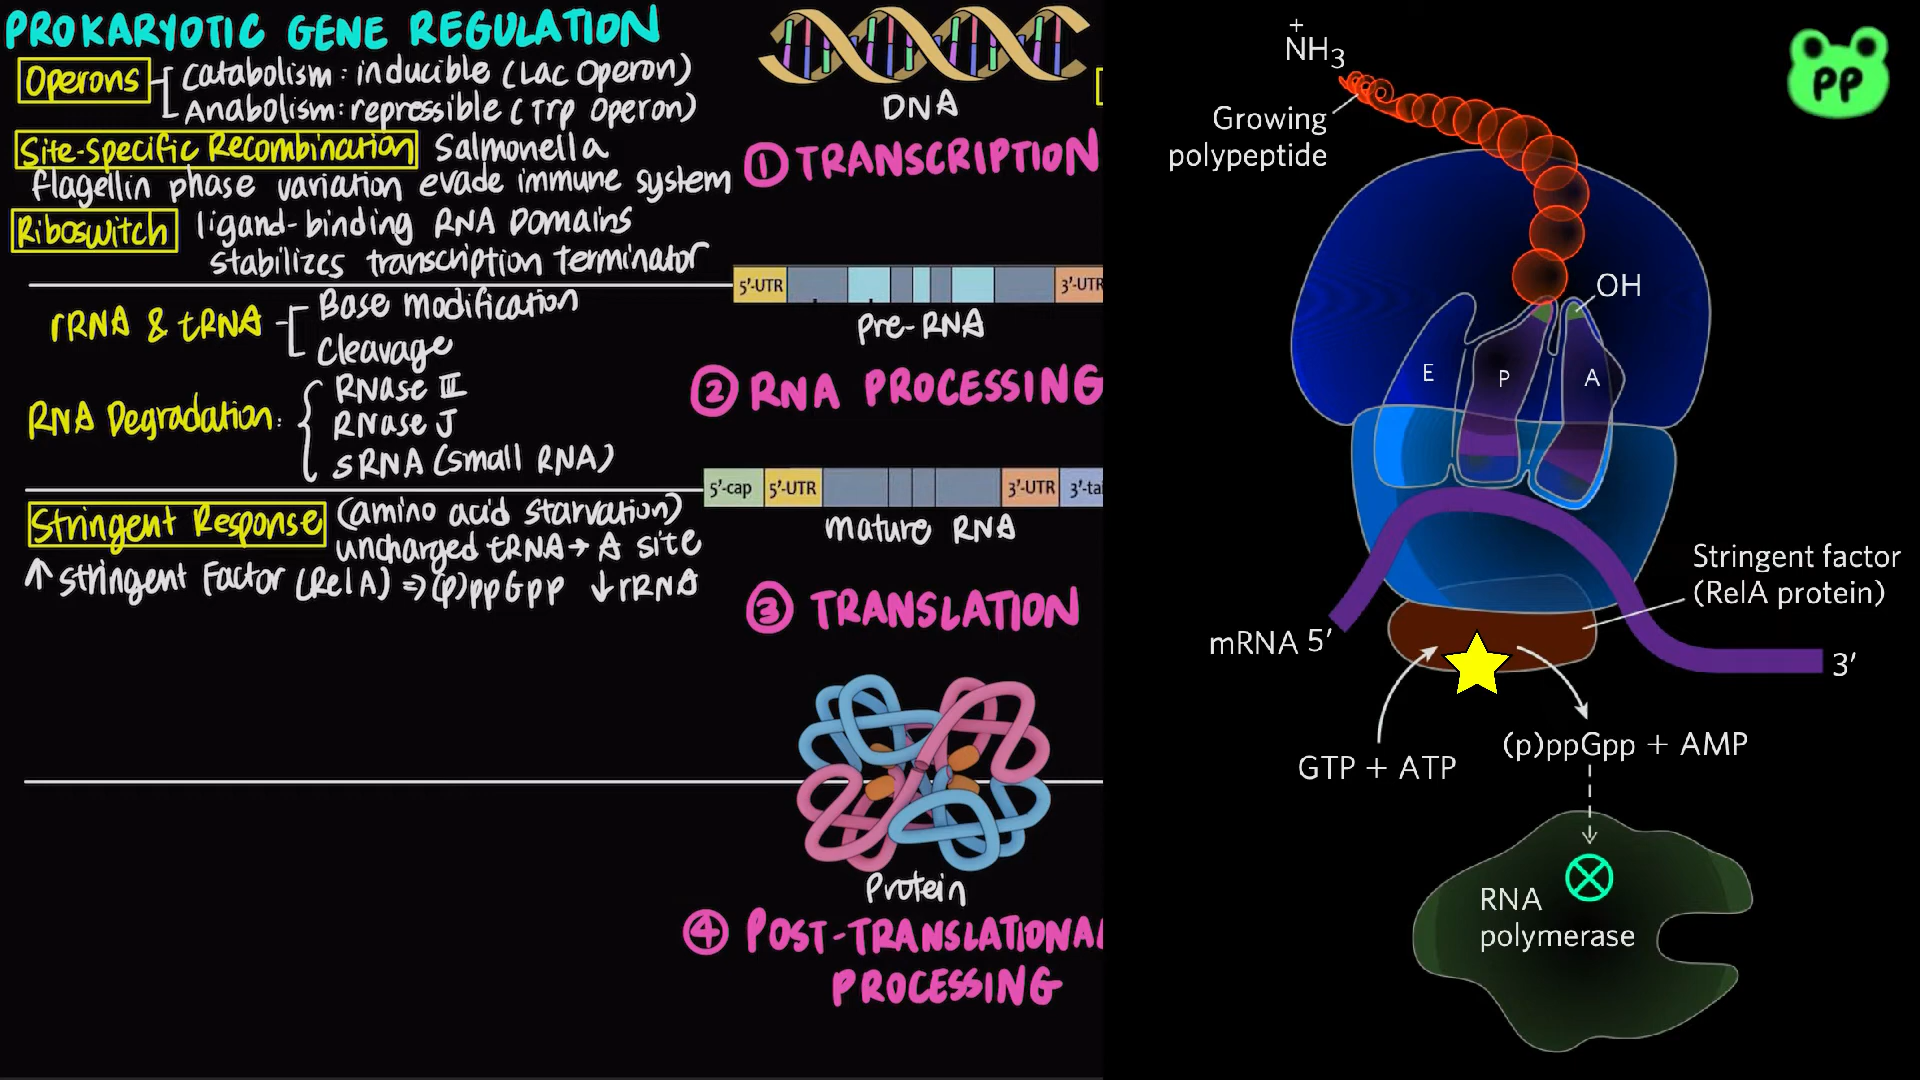 PROKARYOTIC GENE REGULATION
Operons
Catabolism: inducible (Lac Operon)
Anabolism: repressible (Trp Operon)
Site-specific Recombination Salmonella
flagellin phase variation evade immune system
Riboswitch ligand-binding RNA Domains
stabilizes transcription terminator
rRNA & tRNA
Base modification
Cleavage
RNA Degradation:
RNase III
RNase J
sRNA (small RNA)
Stringent Response (amino acid starvation)
uncharged tRNA → A site
↑ stringent Factor (RelA) ⇒ (p)ppGpp ↓ rRNA
DNA
① TRANSCRIPTION
5'-UTR 3'-UTR
Pre-RNA
② RNA PROCESSING
5'-cap 5'-UTR 3'-UTR 3'-tai
mature RNA
③ TRANSLATION
Protein
④ POST-TRANSLATIONAL
PROCESSING
+
NH3
Growing
polypeptide
OH
E P A
Stringent factor
(RelA protein)
mRNA 5′
3′
GTP + ATP
(p)ppGpp + AMP
RNA
polymerase
PP